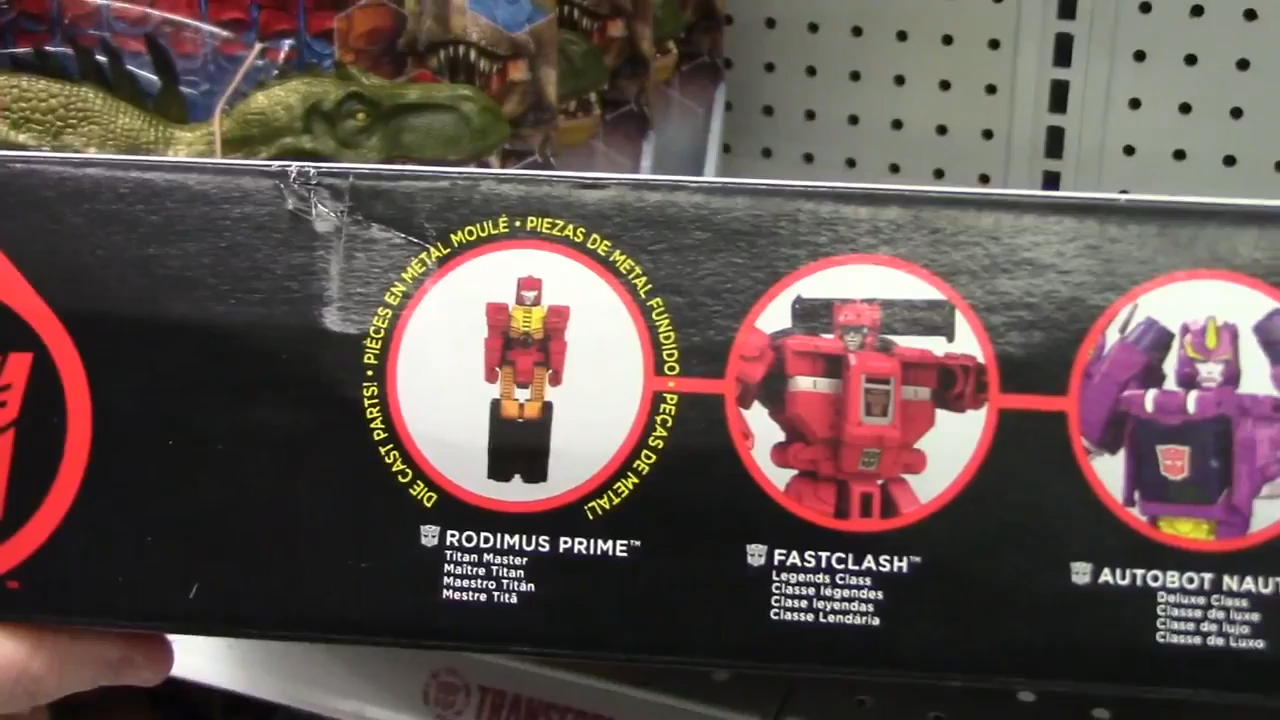 DIE CAST PARTS! • PIÈCES EN MÉTAL MOULÉ • PIEZAS DE METAL FUNDIDO • PEÇAS DE METAL!
RODIMUS PRIME™
Titan Master
Maître Titan
Maestro Titán
Mestre Titã
FASTCLASH™
Legends Class
Classe légendes
Clase leyendas
Classe Lendária
AUTOBOT NAUT
Deluxe Class
Classe de luxe
Clase de lujo
Classe de Luxo
TRANSFO